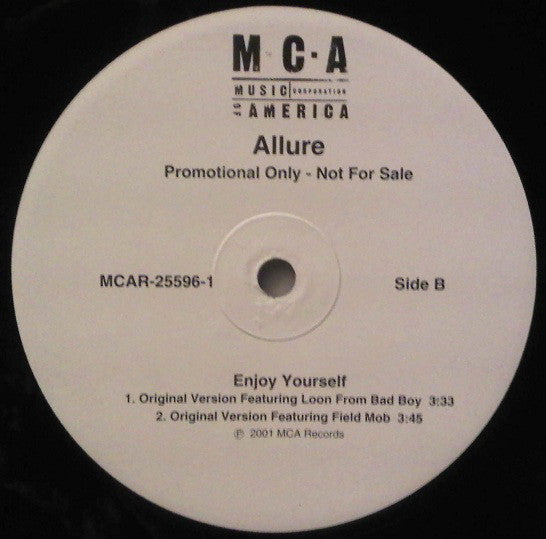 M·C·A
MUSIC CORPORATION
OF AMERICA
Allure
Promotional Only - Not For Sale
MCAR-25596-1
Side B
Enjoy Yourself
1. Original Version Featuring Loon From Bad Boy 3:33
2. Original Version Featuring Field Mob 3:45
℗ 2001 MCA Records